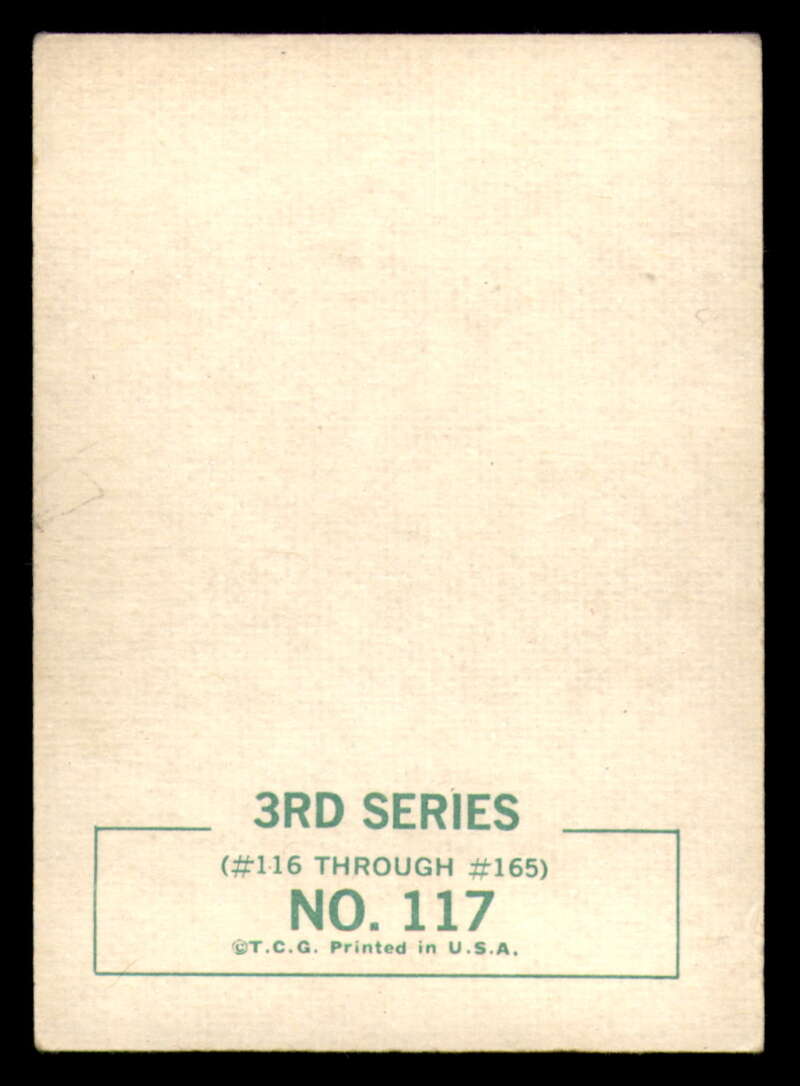 3RD SERIES
(#116 THROUGH #165)
NO. 117
©T.C.G. Printed in U.S.A.